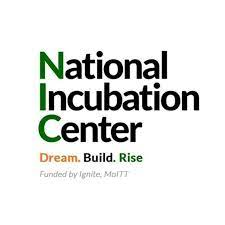 National
Incubation
Center
Dream. Build. Rise
Funded by Ignite, MoITT